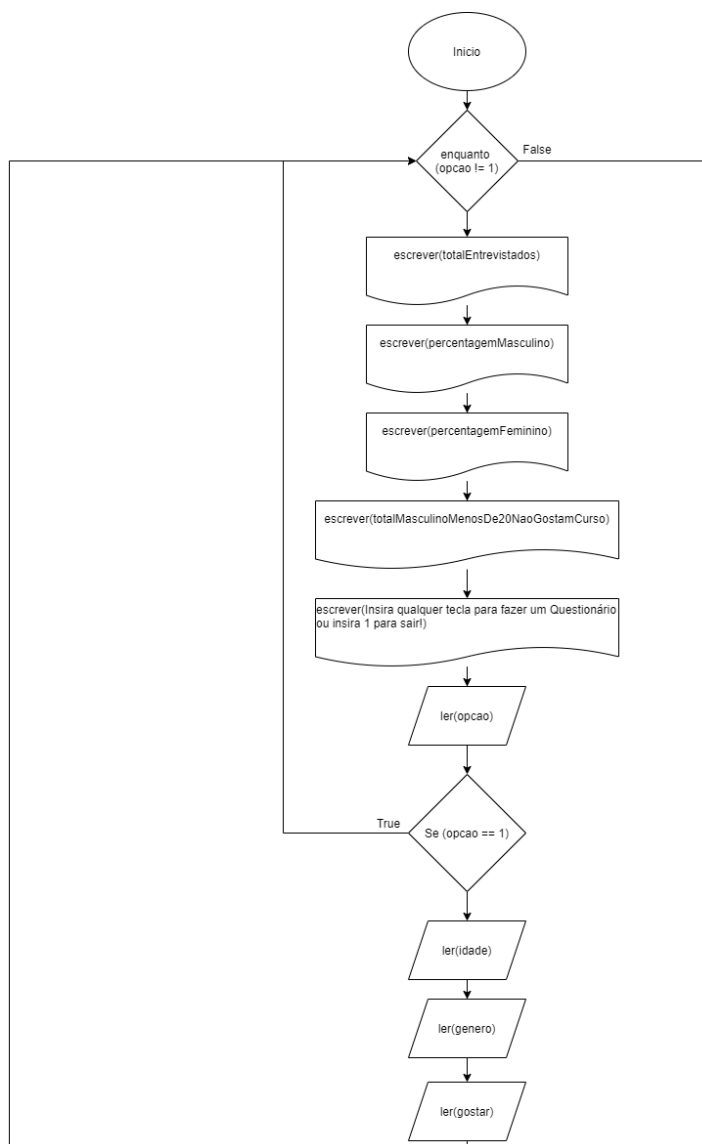 Inicio
enquanto
(opcao != 1)
False
escrever(totalEntrevistados)
escrever(percentagemMasculino)
escrever(percentagemFeminino)
escrever(totalMasculinoMenosDe20NaoGostamCurso)
escrever(Insira qualquer tecla para fazer um Questionário
ou insira 1 para sair!)
ler(opcao)
True
Se (opcao == 1)
ler(idade)
ler(genero)
ler(gostar)